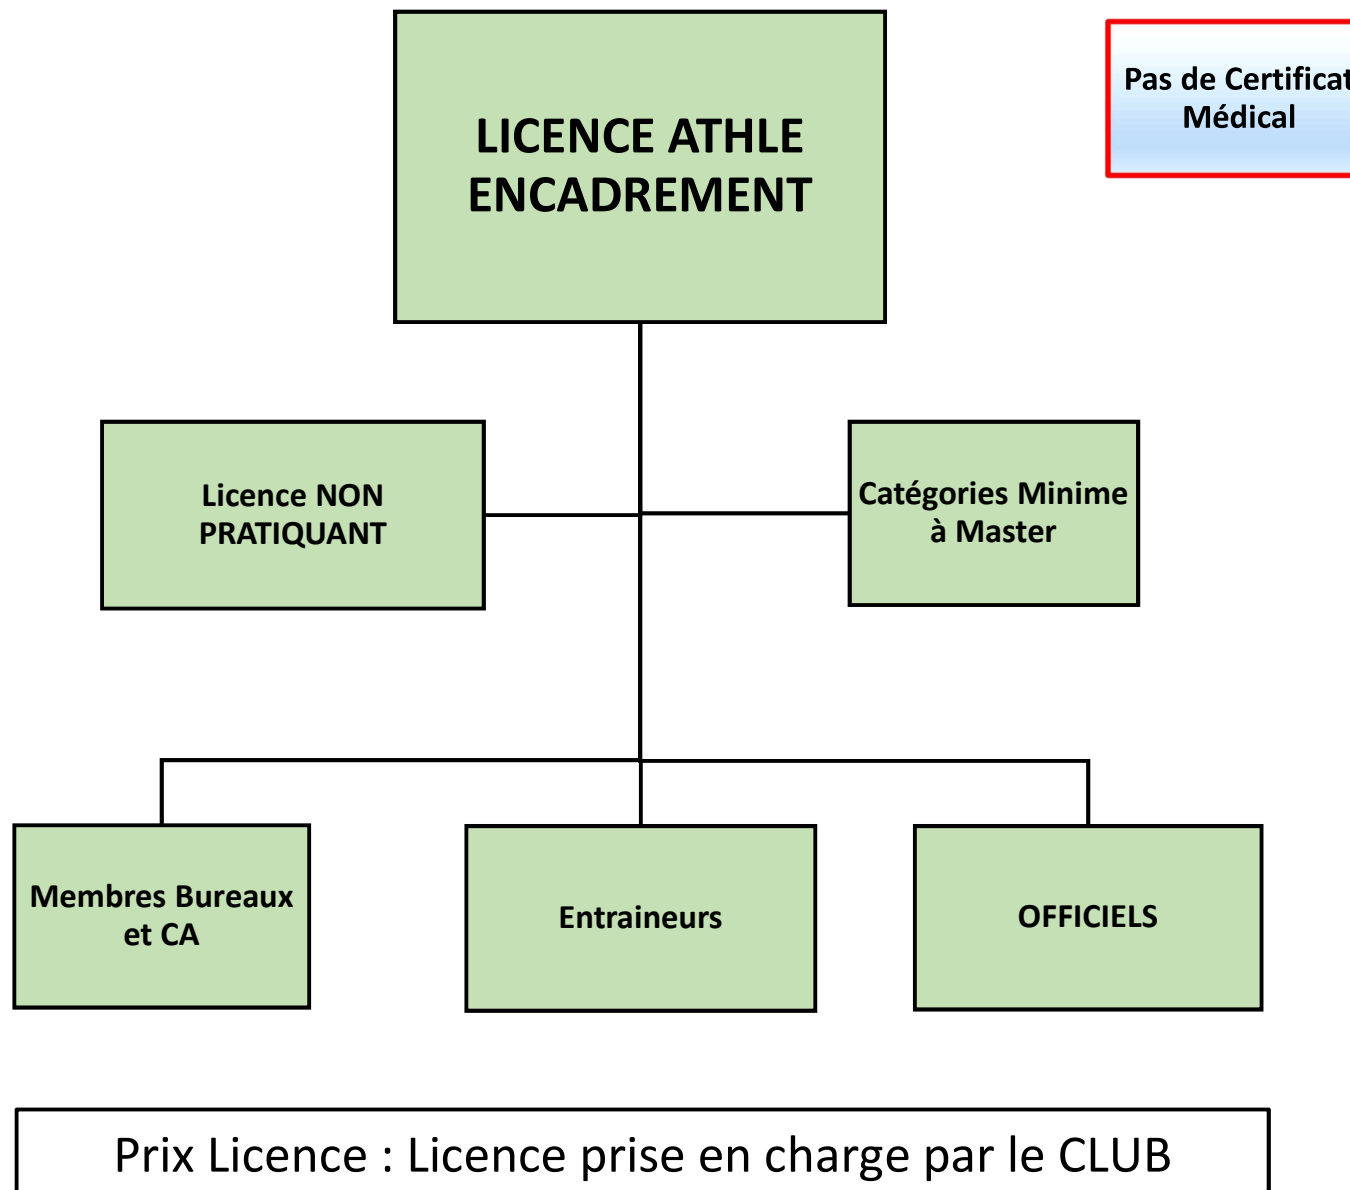 LICENCE ATHLE
ENCADREMENT
Pas de Certificat
Médical
Licence NON
PRATIQUANT
Catégories Minime
à Master
Membres Bureaux
et CA
Entraineurs
OFFICIELS
Prix Licence : Licence prise en charge par le CLUB